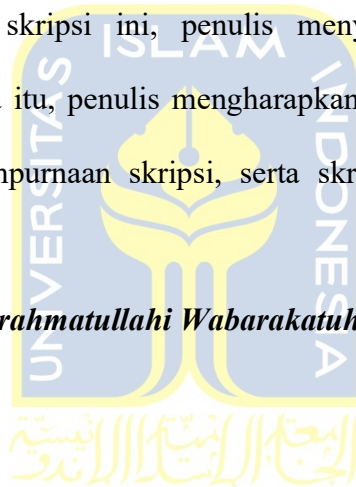 skripsi ini, penulis meny
itu, penulis mengharapkan
mpurnaan skripsi, serta skr
rahmatullahi Wabarakatuh
UNIVERSITAS
ISLAM
INDONESIA